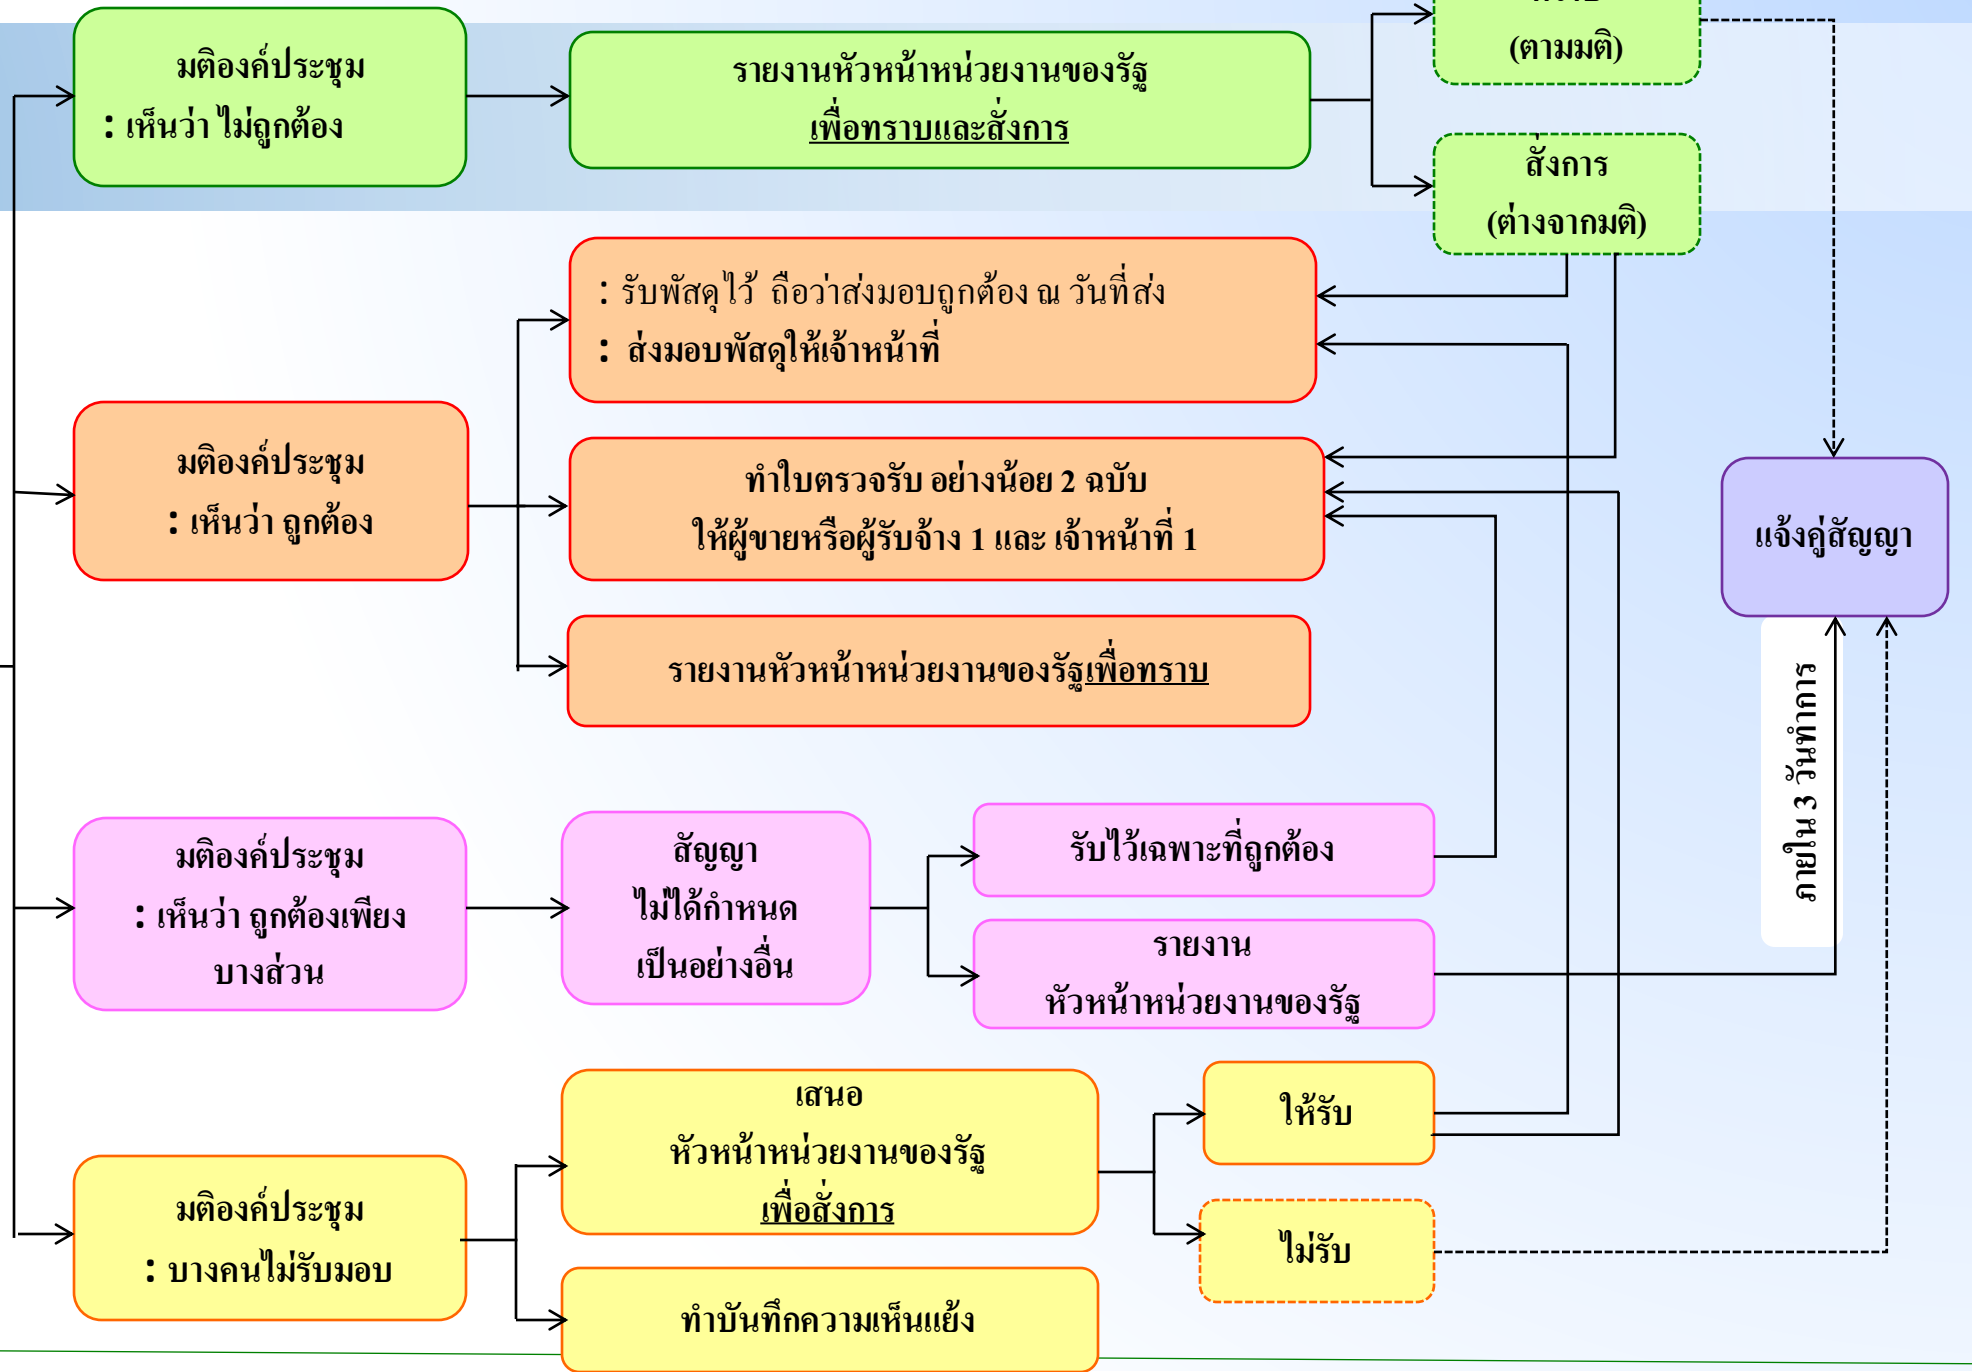 (ตามมติ)
มติองค์ประชุม
: เห็นว่า ไม่ถูกต้อง
รายงานหัวหน้าหน่วยงานของรัฐ
เพื่อทราบและสั่งการ
สั่งการ
(ต่างจากมติ)
: รับพัสดุไว้ ถือว่าส่งมอบถูกต้อง ณ วันที่ส่ง
: ส่งมอบพัสดุให้เจ้าหน้าที่
มติองค์ประชุม
: เห็นว่า ถูกต้อง
ทำใบตรวจรับ อย่างน้อย 2 ฉบับ
ให้ผู้ขายหรือผู้รับจ้าง 1 และ เจ้าหน้าที่ 1
แจ้งคู่สัญญา
รายงานหัวหน้าหน่วยงานของรัฐเพื่อทราบ
ภายใน 3 วันทำการ
มติองค์ประชุม
: เห็นว่า ถูกต้องเพียง
บางส่วน
สัญญา
ไม่ได้กำหนด
เป็นอย่างอื่น
รับไว้เฉพาะที่ถูกต้อง
รายงาน
หัวหน้าหน่วยงานของรัฐ
มติองค์ประชุม
: บางคนไม่รับมอบ
เสนอ
หัวหน้าหน่วยงานของรัฐ
เพื่อสั่งการ
ให้รับ
ไม่รับ
ทำบันทึกความเห็นแย้ง